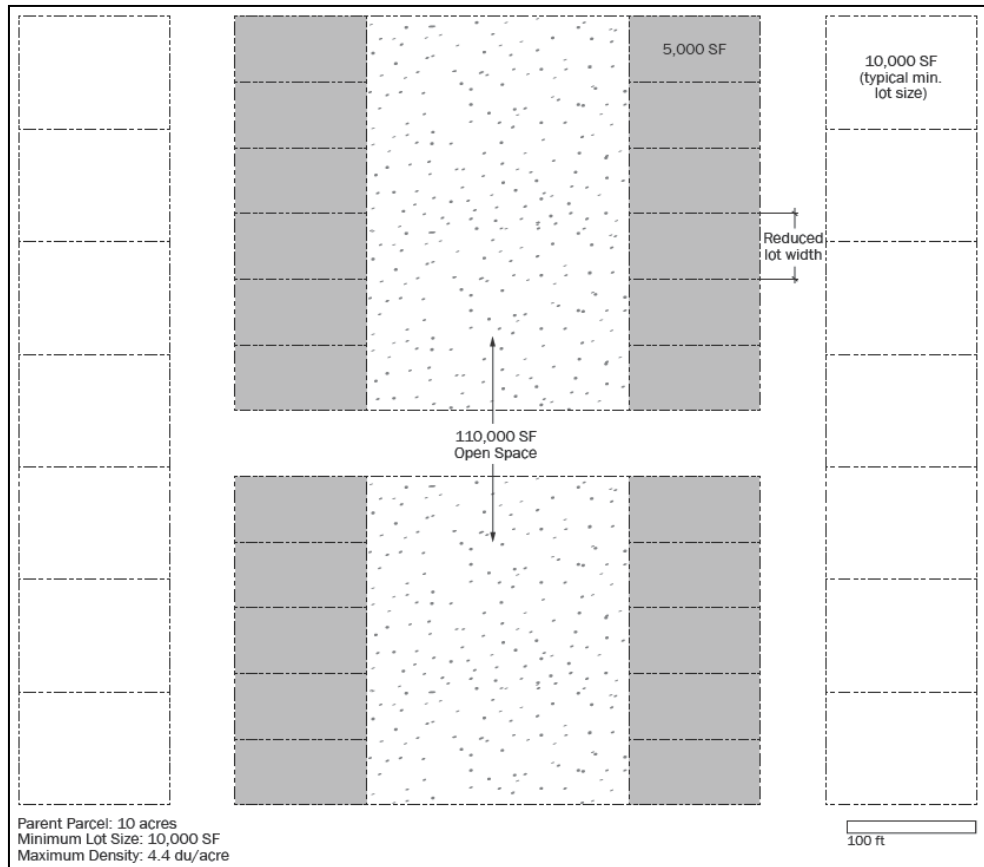 5,000 SF
10,000 SF
(typical min.
lot size)
Reduced
lot width
110,000 SF
Open Space
Parent Parcel: 10 acres
Minimum Lot Size: 10,000 SF
Maximum Density: 4.4 du/acre
100 ft